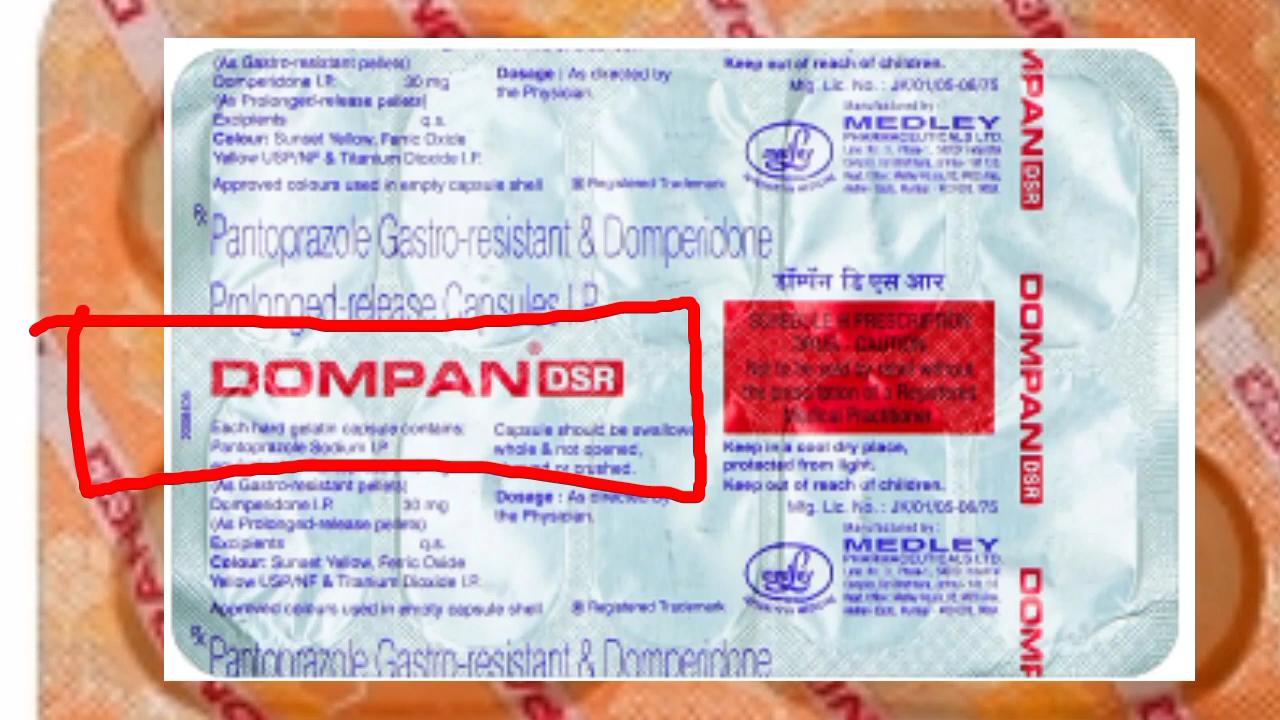 (As Gastro-resistant pellets)
Domperidone I.P. 30 mg
(As Prolonged-release pellets)
Excipients q.s.
Colour: Sunset Yellow, Ferric Oxide
Yellow USP/NF & Titanium Dioxide I.P.
Approved colours used in empty capsule shell
Dosage : As directed by
the Physician.
® Registered Trademark
Keep out of reach of children.
Mfg. Lic. No. : JK/01/05-06/75
Manufactured by :
MEDLEY
PHARMACEUTICALS LTD.
Rx Pantoprazole Gastro-resistant & Domperidone
Prolonged-release Capsules I.P.
DOMPAN® DSR
Each hard gelatin capsule contains:
Pantoprazole Sodium I.P.
Capsule should be swallowed
whole & not opened,
or crushed.
डॉम्पॅन डि एस आर
SCHEDULE H PRESCRIPTION
DRUG - CAUTION
Not to be sold by retail without
the prescription of a Registered
Medical Practitioner.
Keep in a cool dry place,
protected from light.
Keep out of reach of children.
(As Gastro-resistant pellets)
Domperidone I.P. 30 mg
(As Prolonged-release pellets)
Excipients q.s.
Colour: Sunset Yellow, Ferric Oxide
Yellow USP/NF & Titanium Dioxide I.P.
Approved colours used in empty capsule shell
Dosage : As directed by
the Physician.
® Registered Trademark
Mfg. Lic. No. : JK/01/05-06/75
Manufactured by :
MEDLEY
PHARMACEUTICALS LTD.
Rx Pantoprazole Gastro-resistant & Domperidone
MPAN DSR
DOMPAN DSR
DOMP